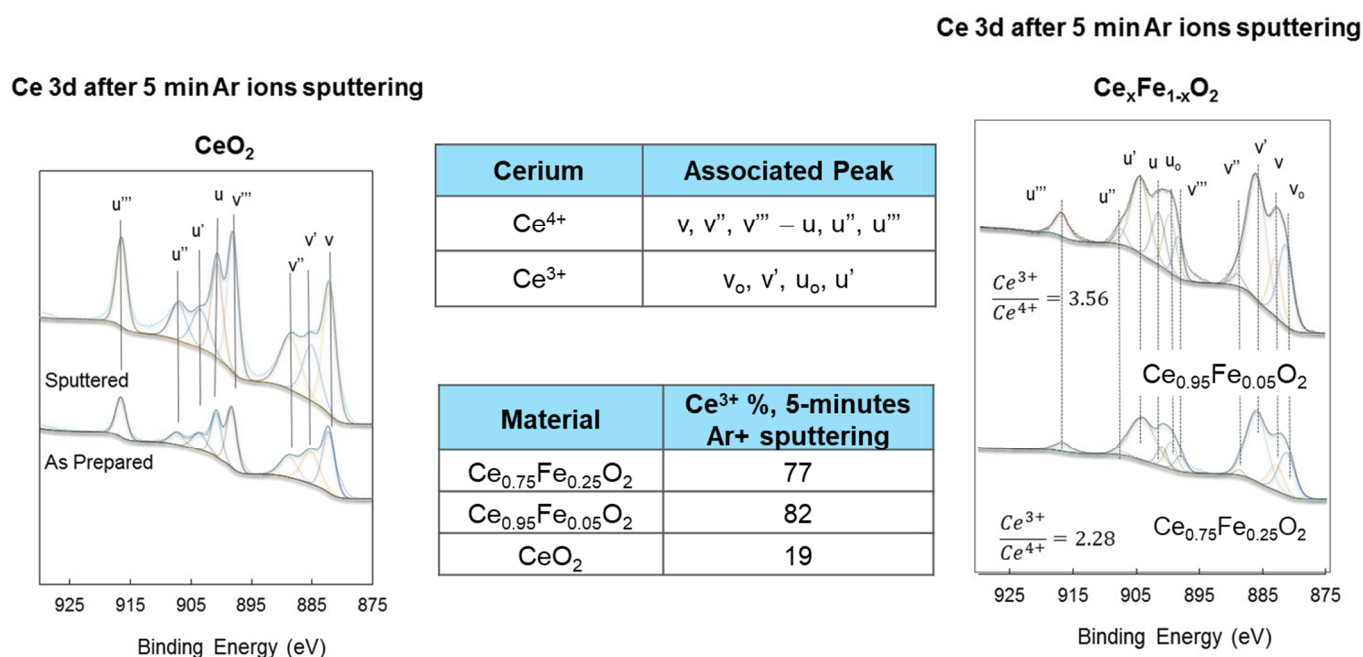 Ce 3d after 5 min Ar ions sputtering
CeO₂
u'''
u''
u'
u
v'''
v''
v'
v
Sputtered
As Prepared
925 915 905 895 885 875
Binding Energy (eV)
Cerium Associated Peak
Ce⁴⁺ v, v'', v''' – u, u'', u'''
Ce³⁺ vₒ, v', uₒ, u'
Material Ce³⁺ %, 5-minutes
Ar+ sputtering
Ce₀.₇₅Fe₀.₂₅O₂ 77
Ce₀.₉₅Fe₀.₀₅O₂ 82
CeO₂ 19
Ce 3d after 5 min Ar ions sputtering
CeₓFe₁₋ₓO₂
u'''
u''
u'
u
uₒ
v'''
v''
v'
v
vₒ
Ce³⁺/Ce⁴⁺ = 3.56
Ce₀.₉₅Fe₀.₀₅O₂
Ce³⁺/Ce⁴⁺ = 2.28
Ce₀.₇₅Fe₀.₂₅O₂
925 915 905 895 885 875
Binding Energy (eV)